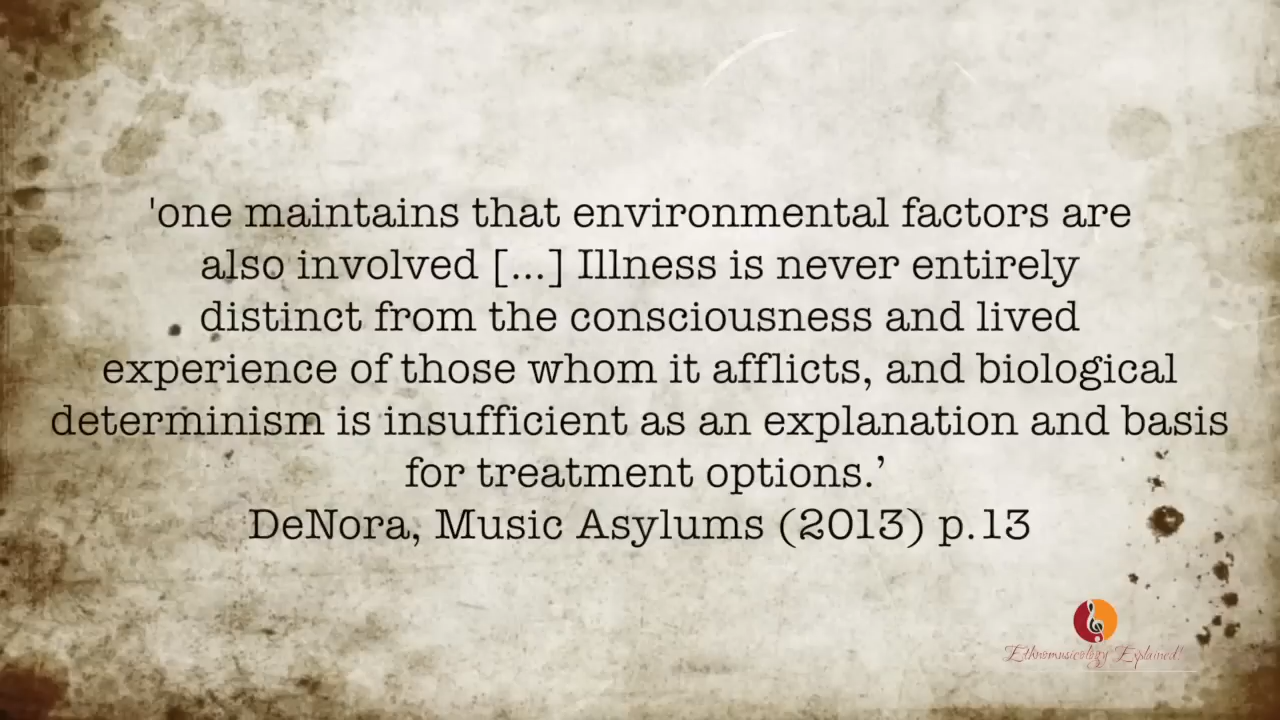 'one maintains that environmental factors are
also involved [...] Illness is never entirely
distinct from the consciousness and lived
experience of those whom it afflicts, and biological
determinism is insufficient as an explanation and basis
for treatment options.’
DeNora, Music Asylums (2013) p.13
Ethnomusicology Explained!